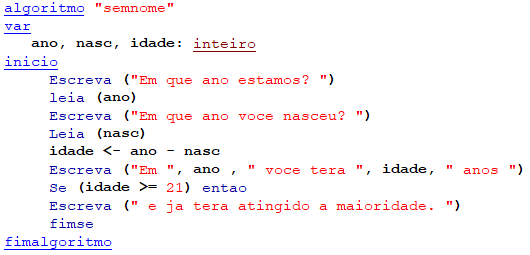 algoritmo "semnome"
var
ano, nasc, idade: inteiro
inicio
Escreva ("Em que ano estamos? ")
leia (ano)
Escreva ("Em que ano voce nasceu? ")
Leia (nasc)
idade <- ano - nasc
Escreva ("Em ", ano , " voce tera ", idade, " anos ")
Se (idade >= 21) entao
Escreva (" e ja tera atingido a maioridade. ")
fimse
fimalgoritmo